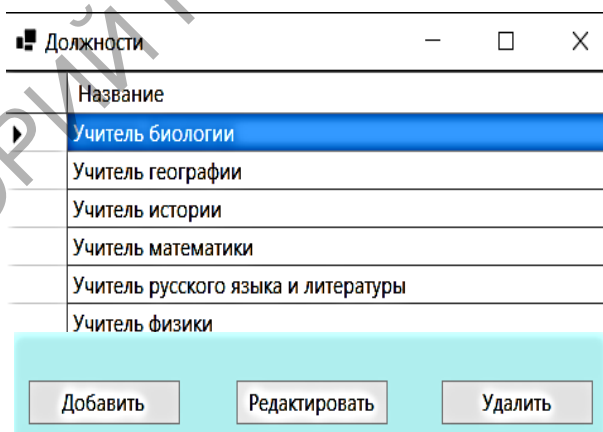 Должности
Название
Учитель биологии
Учитель географии
Учитель истории
Учитель математики
Учитель русского языка и литературы
Учитель физики
Добавить Редактировать Удалить